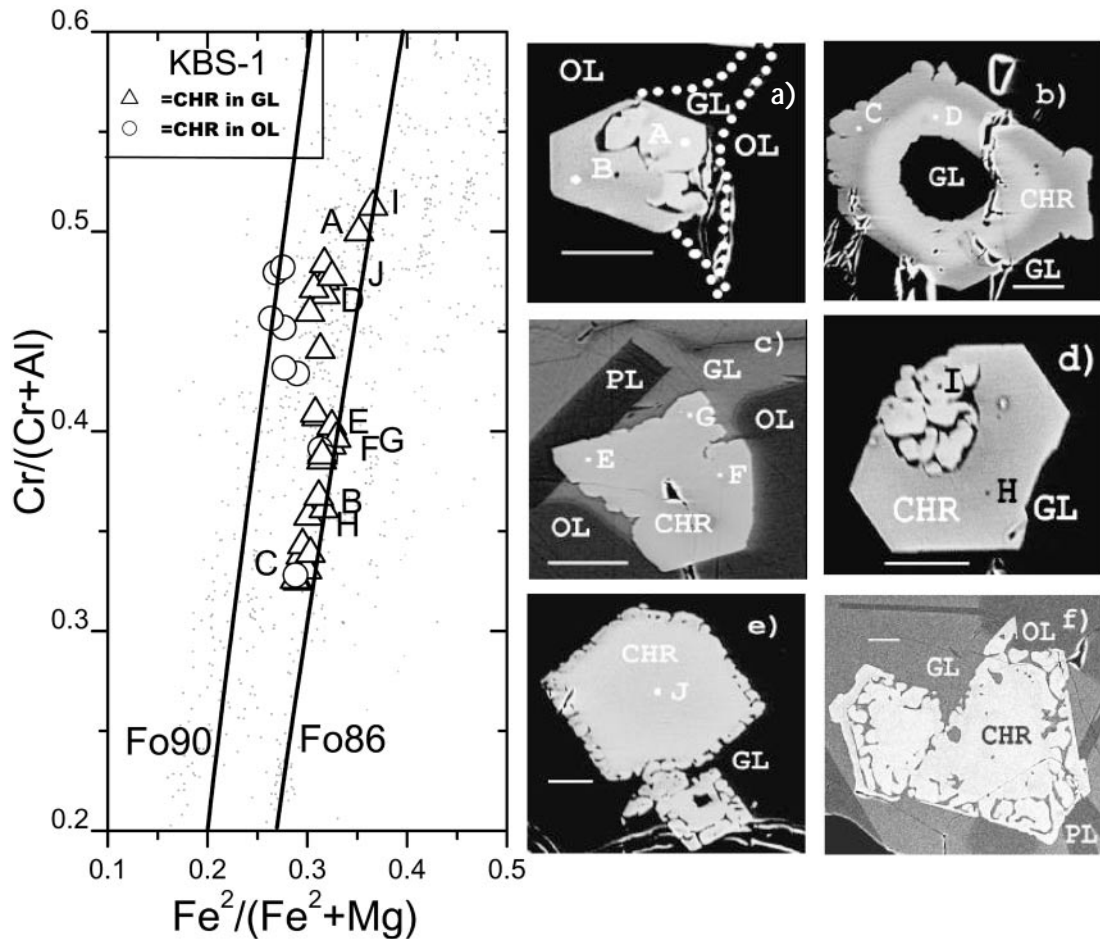 KBS-1
△ =CHR in GL
○ =CHR in OL
0.6
0.5
0.4
0.3
0.2
Cr/(Cr+Al)
I
A
J
D
E
F G
B
H
C
Fo90
Fo86
0.1 0.2 0.3 0.4 0.5
Fe²/(Fe²+Mg)
a)
OL
GL
OL
A
B
b)
C
D
GL
CHR
GL
c)
PL
GL
OL
G
E
F
CHR
OL
d)
I
H
CHR
GL
e)
CHR
J
GL
f)
OL
GL
CHR
PL